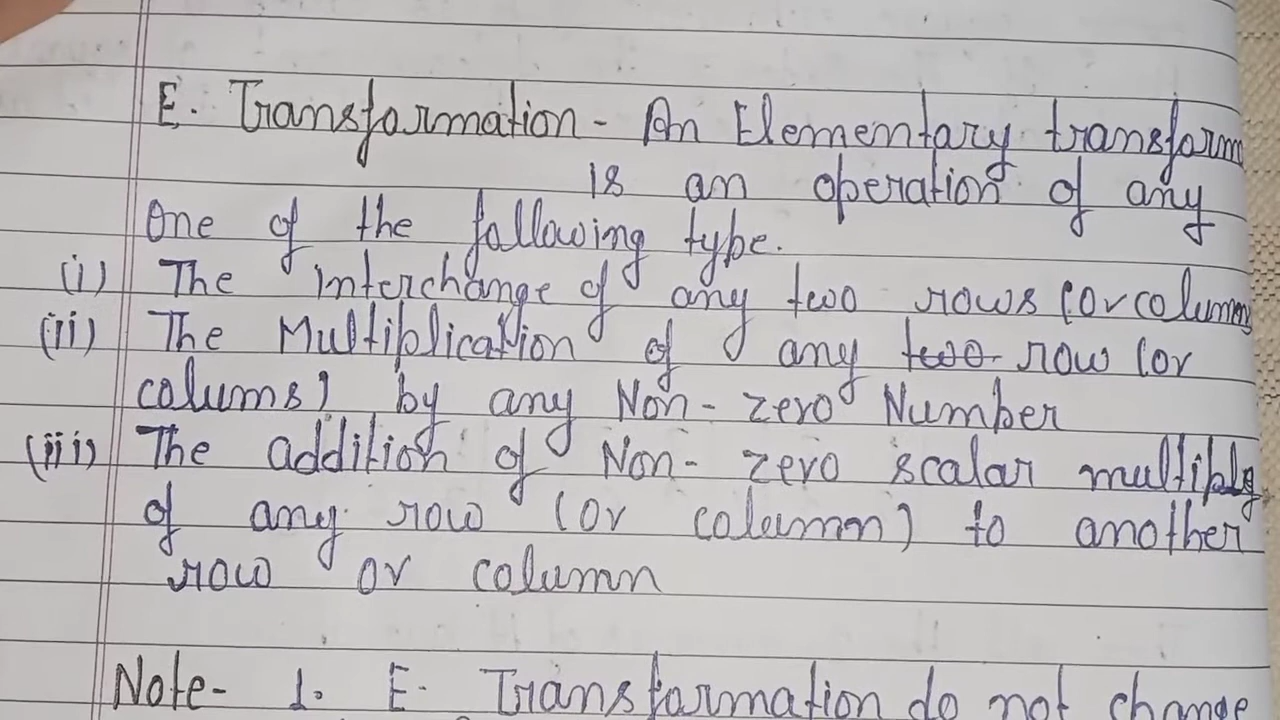 E. Transformation - An Elementary transform
is an operation of any
One of the following type.
(i) The interchange of any two rows (or column
(ii) The Multiplication of any two row (or
colums) by any Non-zero Number
(iii) The addition of Non-zero scalar multiply
of any row (or column) to another
row or column
Note- 1. E. Transformation do not change